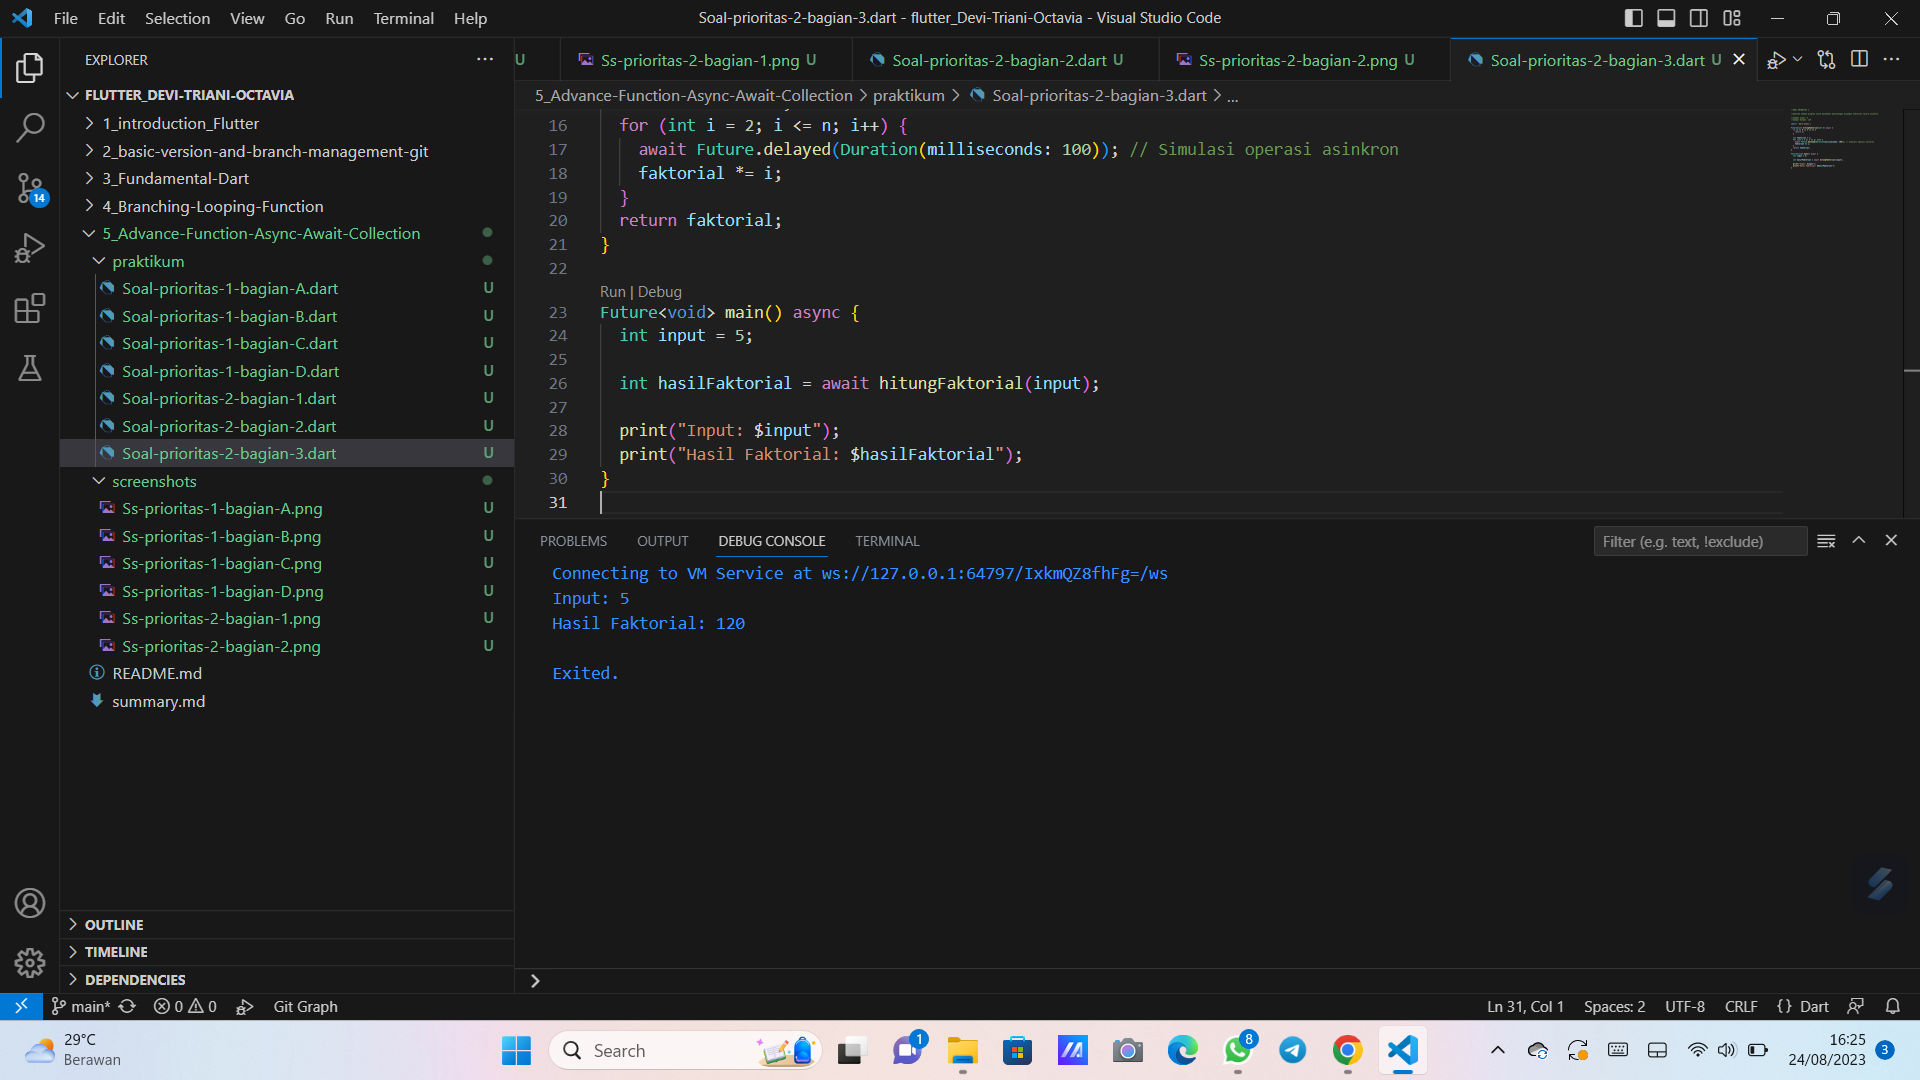 File Edit Selection View Go Run Terminal Help
Soal-prioritas-2-bagian-3.dart - flutter_Devi-Triani-Octavia - Visual Studio Code
EXPLORER
FLUTTER_DEVI-TRIANI-OCTAVIA
1_introduction_Flutter
2_basic-version-and-branch-management-git
3_Fundamental-Dart
4_Branching-Looping-Function
5_Advance-Function-Async-Await-Collection
praktikum
Soal-prioritas-1-bagian-A.dart U
Soal-prioritas-1-bagian-B.dart U
Soal-prioritas-1-bagian-C.dart U
Soal-prioritas-1-bagian-D.dart U
Soal-prioritas-2-bagian-1.dart U
Soal-prioritas-2-bagian-2.dart U
Soal-prioritas-2-bagian-3.dart U
screenshots
Ss-prioritas-1-bagian-A.png U
Ss-prioritas-1-bagian-B.png U
Ss-prioritas-1-bagian-C.png U
Ss-prioritas-1-bagian-D.png U
Ss-prioritas-2-bagian-1.png U
Ss-prioritas-2-bagian-2.png U
README.md
summary.md
OUTLINE
TIMELINE
DEPENDENCIES
14
U Ss-prioritas-2-bagian-1.png U Soal-prioritas-2-bagian-2.dart U Ss-prioritas-2-bagian-2.png U Soal-prioritas-2-bagian-3.dart U
5_Advance-Function-Async-Await-Collection > praktikum > Soal-prioritas-2-bagian-3.dart > ...
16 for (int i = 2; i <= n; i++) {
17 await Future.delayed(Duration(milliseconds: 100)); // Simulasi operasi asinkron
18 faktorial *= i;
19 }
20 return faktorial;
21 }
22
Run | Debug
23 Future<void> main() async {
24 int input = 5;
25
26 int hasilFaktorial = await hitungFaktorial(input);
27
28 print("Input: $input");
29 print("Hasil Faktorial: $hasilFaktorial");
30 }
31
PROBLEMS OUTPUT DEBUG CONSOLE TERMINAL
Filter (e.g. text, !exclude)
Connecting to VM Service at ws://127.0.0.1:64797/IxkmQZ8fhFg=/ws
Input: 5
Hasil Faktorial: 120
Exited.
main* 0 0 Git Graph
Ln 31, Col 1 Spaces: 2 UTF-8 CRLF {} Dart
29°C
Berawan
Search
1
8
16:25
24/08/2023
3